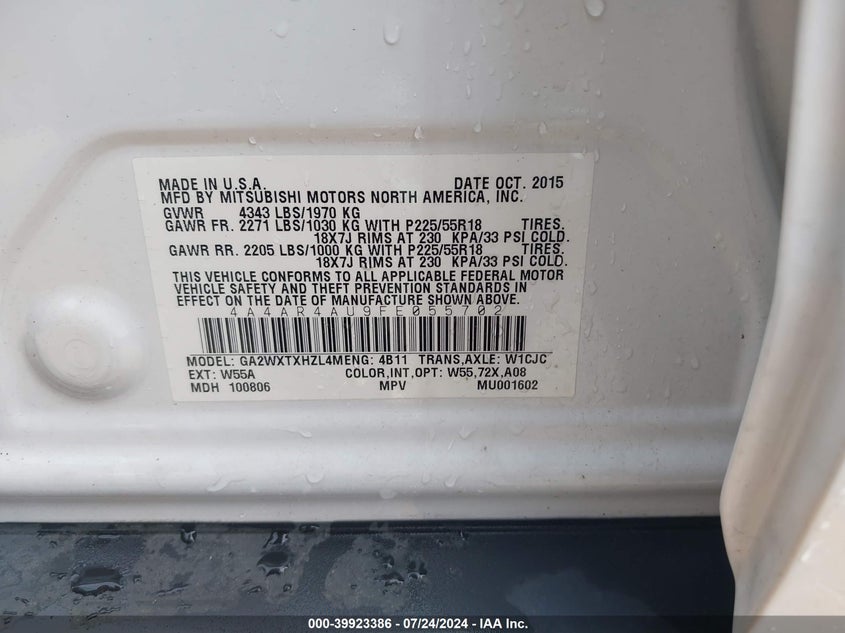 MADE IN U.S.A. DATE OCT. 2015
MFD BY MITSUBISHI MOTORS NORTH AMERICA, INC.
GVWR 4343 LBS/1970 KG
GAWR FR. 2271 LBS/1030 KG WITH P225/55R18 TIRES.
18X7J RIMS AT 230 KPA/33 PSI COLD.
GAWR RR. 2205 LBS/1000 KG WITH P225/55R18 TIRES.
18X7J RIMS AT 230 KPA/33 PSI COLD.
THIS VEHICLE CONFORMS TO ALL APPLICABLE FEDERAL MOTOR
VEHICLE SAFETY AND THEFT PREVENTION STANDARDS IN
EFFECT ON THE DATE OF MANUFACTURE SHOWN ABOVE.
4A4AR4AU9FE055702
MODEL: GA2WXTXHZL4MENG: 4B11 TRANS,AXLE: W1CJC
EXT: W55A COLOR,INT,OPT: W55,72X,A08
MDH 100806 MPV MU001602
000-39923386 - 07/24/2024 - IAA Inc.